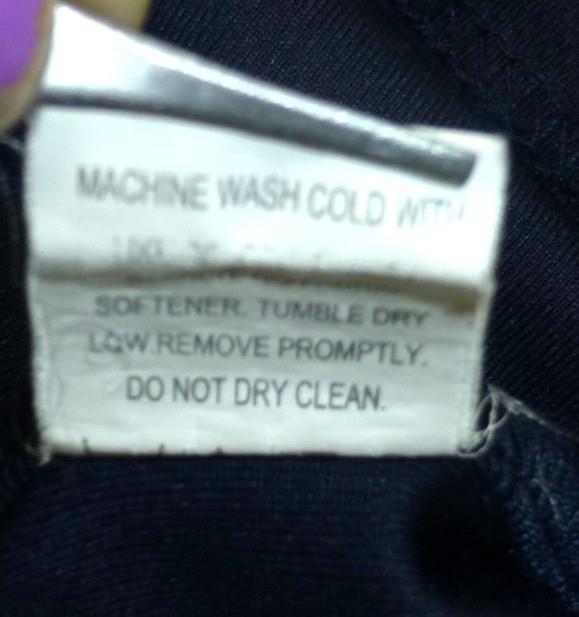 MACHINE WASH COLD WITH
SOFTENER. TUMBLE DRY
LOW.REMOVE PROMPTLY.
DO NOT DRY CLEAN.